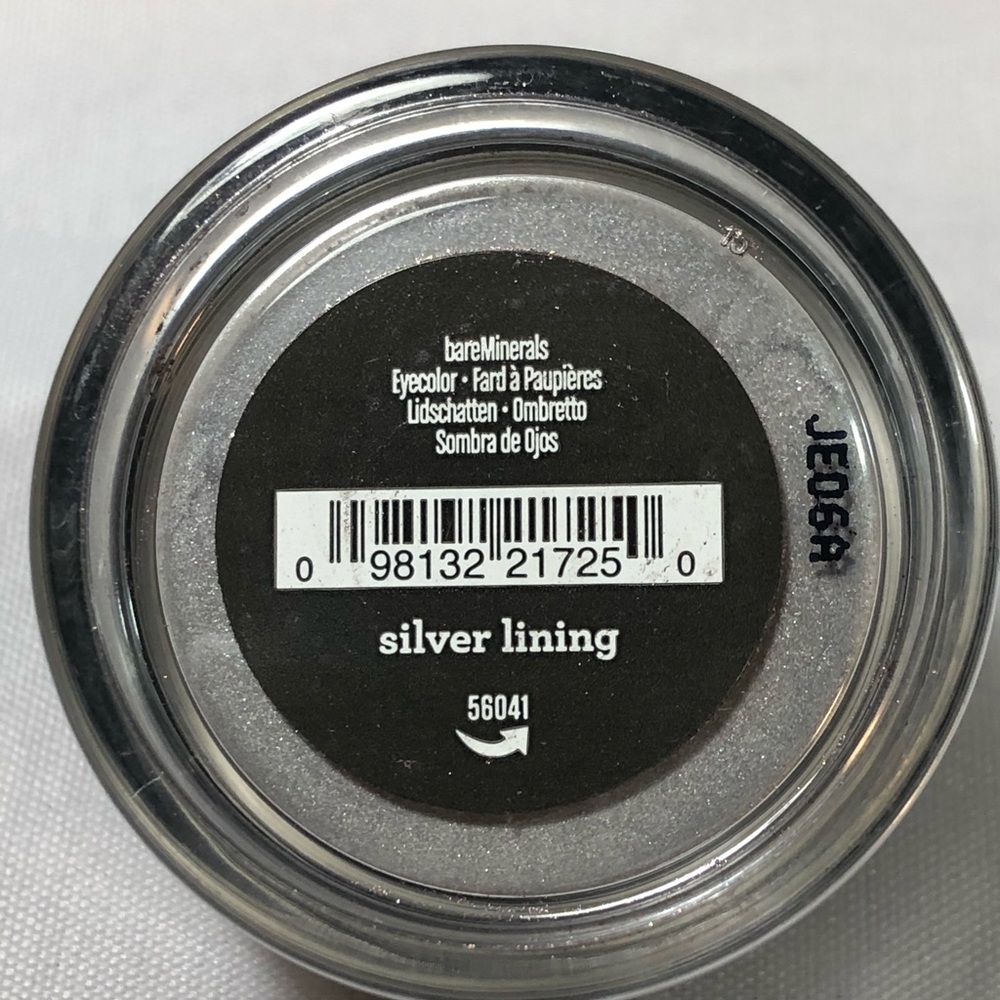 bareMinerals
Eyecolor • Fard à Paupières
Lidschatten • Ombretto
Sombra de Ojos
0 98132 21725 0
silver lining
56041
JE06A